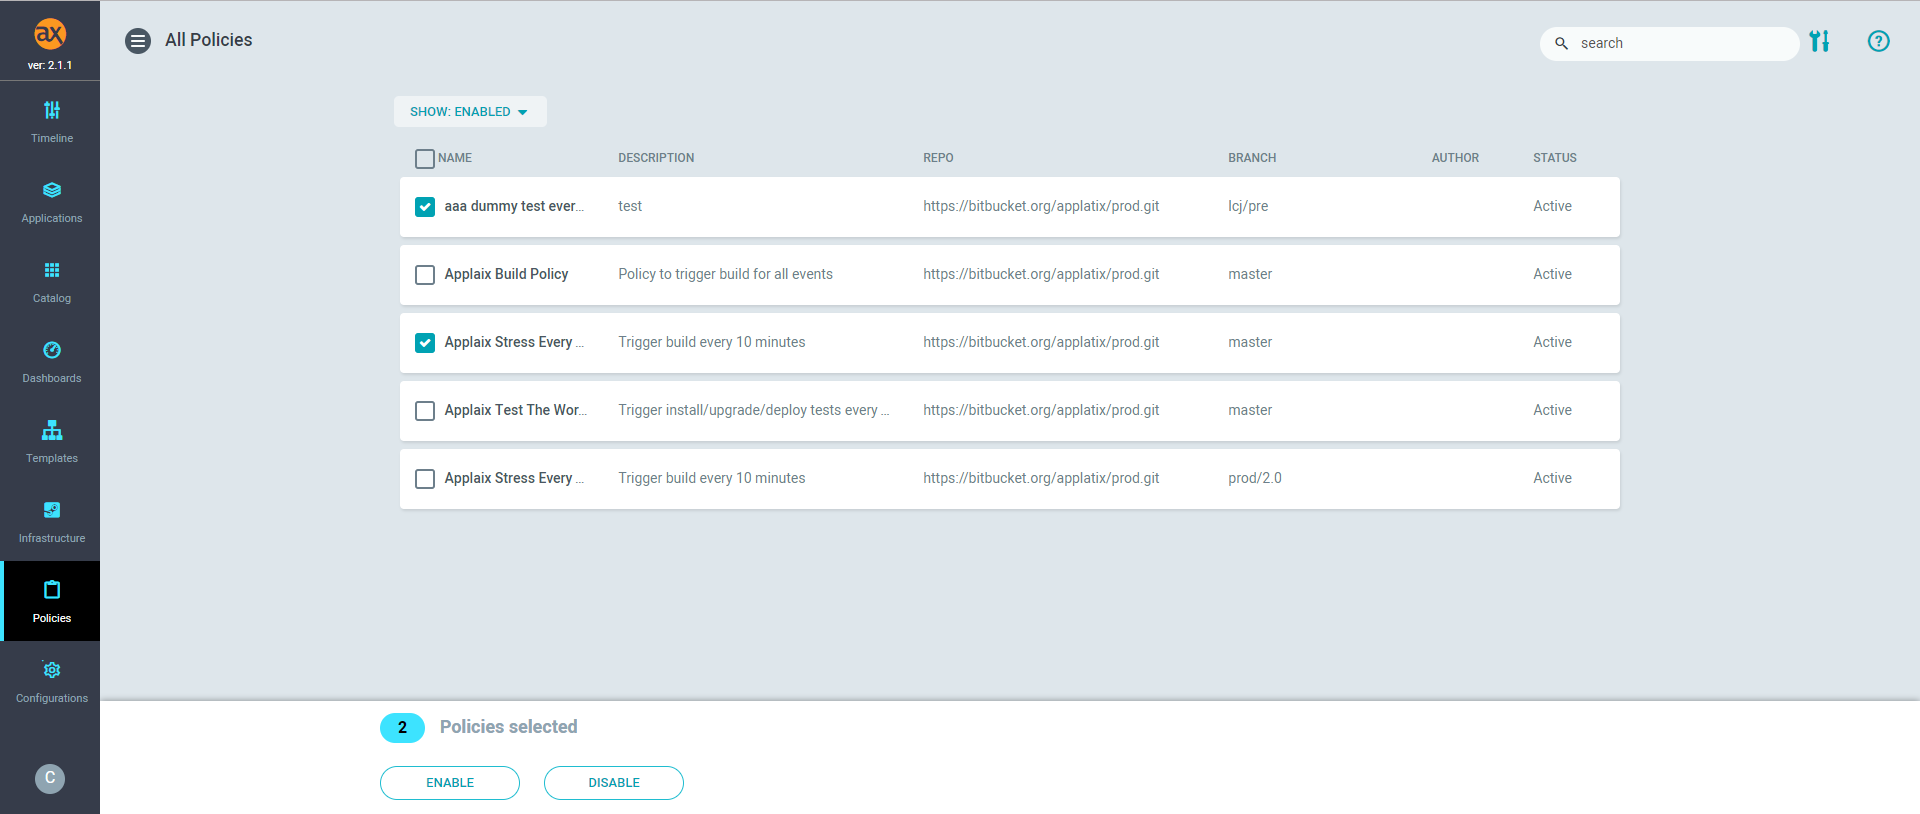 ax
ver: 2.1.1
Timeline
Applications
Catalog
Dashboards
Templates
Infrastructure
Policies
Configurations
C
All Policies
search
?
SHOW: ENABLED
NAME DESCRIPTION REPO BRANCH AUTHOR STATUS
aaa dummy test ever... test https://bitbucket.org/applatix/prod.git lcj/pre Active
Applaix Build Policy Policy to trigger build for all events https://bitbucket.org/applatix/prod.git master Active
Applaix Stress Every ... Trigger build every 10 minutes https://bitbucket.org/applatix/prod.git master Active
Applaix Test The Wor... Trigger install/upgrade/deploy tests every ... https://bitbucket.org/applatix/prod.git master Active
Applaix Stress Every ... Trigger build every 10 minutes https://bitbucket.org/applatix/prod.git prod/2.0 Active
2 Policies selected
ENABLE DISABLE